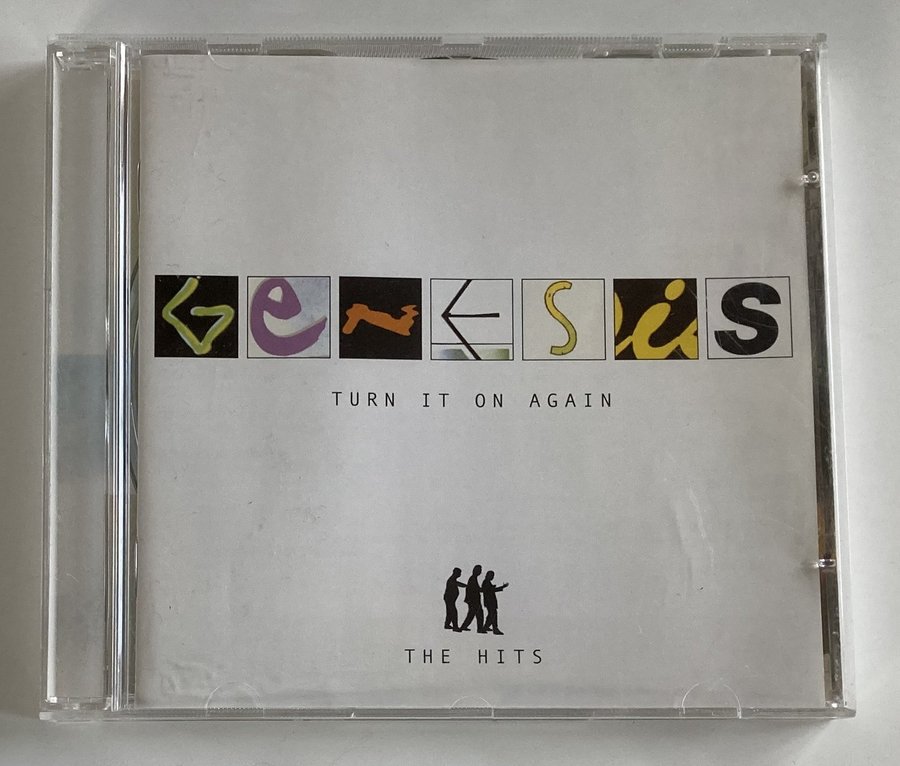 GeNESiS
TURN IT ON AGAIN
THE HITS